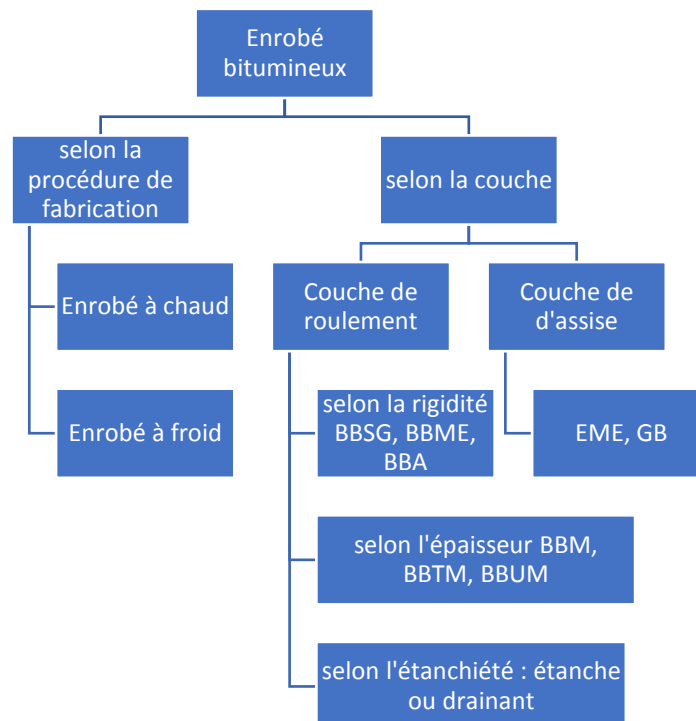 Enrobé
bitumineux
selon la
procédure de
fabrication
selon la couche
Enrobé à chaud
Enrobé à froid
Couche de
roulement
Couche de
d'assise
selon la rigidité
BBSG, BBME,
BBA
EME, GB
selon l'épaisseur BBM,
BBTM, BBUM
selon l'étanchiété : étanche
ou drainant